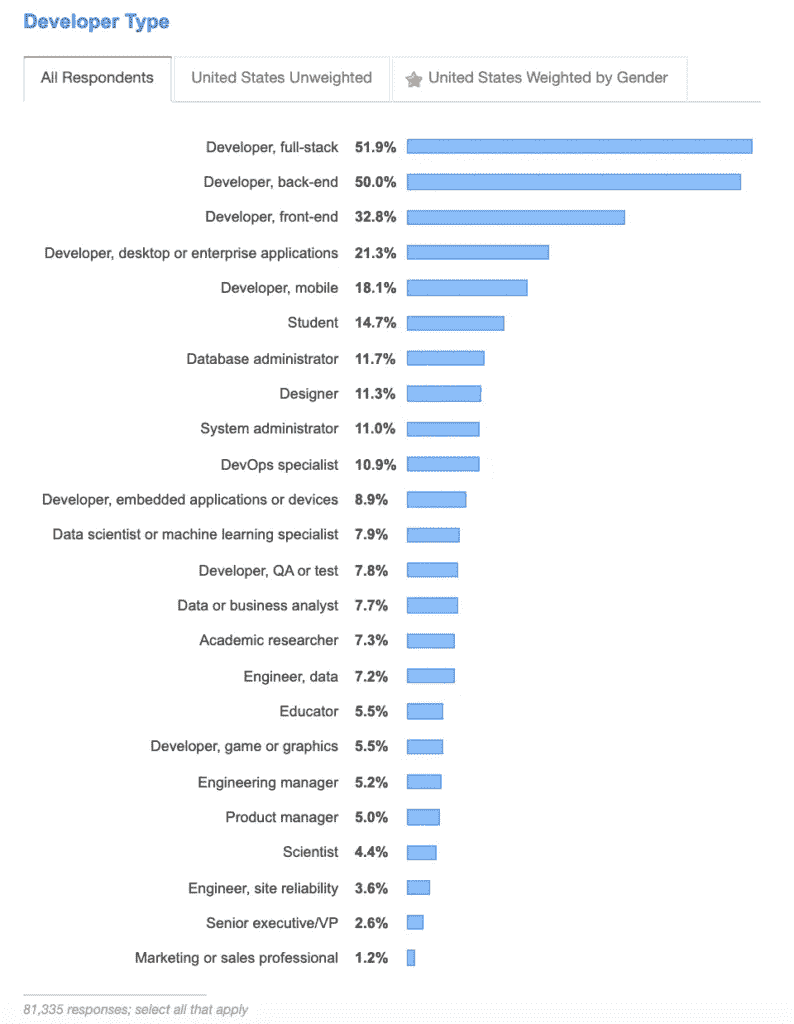 Developer Type
All Respondents United States Unweighted United States Weighted by Gender
Developer, full-stack 51.9%
Developer, back-end 50.0%
Developer, front-end 32.8%
Developer, desktop or enterprise applications 21.3%
Developer, mobile 18.1%
Student 14.7%
Database administrator 11.7%
Designer 11.3%
System administrator 11.0%
DevOps specialist 10.9%
Developer, embedded applications or devices 8.9%
Data scientist or machine learning specialist 7.9%
Developer, QA or test 7.8%
Data or business analyst 7.7%
Academic researcher 7.3%
Engineer, data 7.2%
Educator 5.5%
Developer, game or graphics 5.5%
Engineering manager 5.2%
Product manager 5.0%
Scientist 4.4%
Engineer, site reliability 3.6%
Senior executive/VP 2.6%
Marketing or sales professional 1.2%
81,335 responses; select all that apply